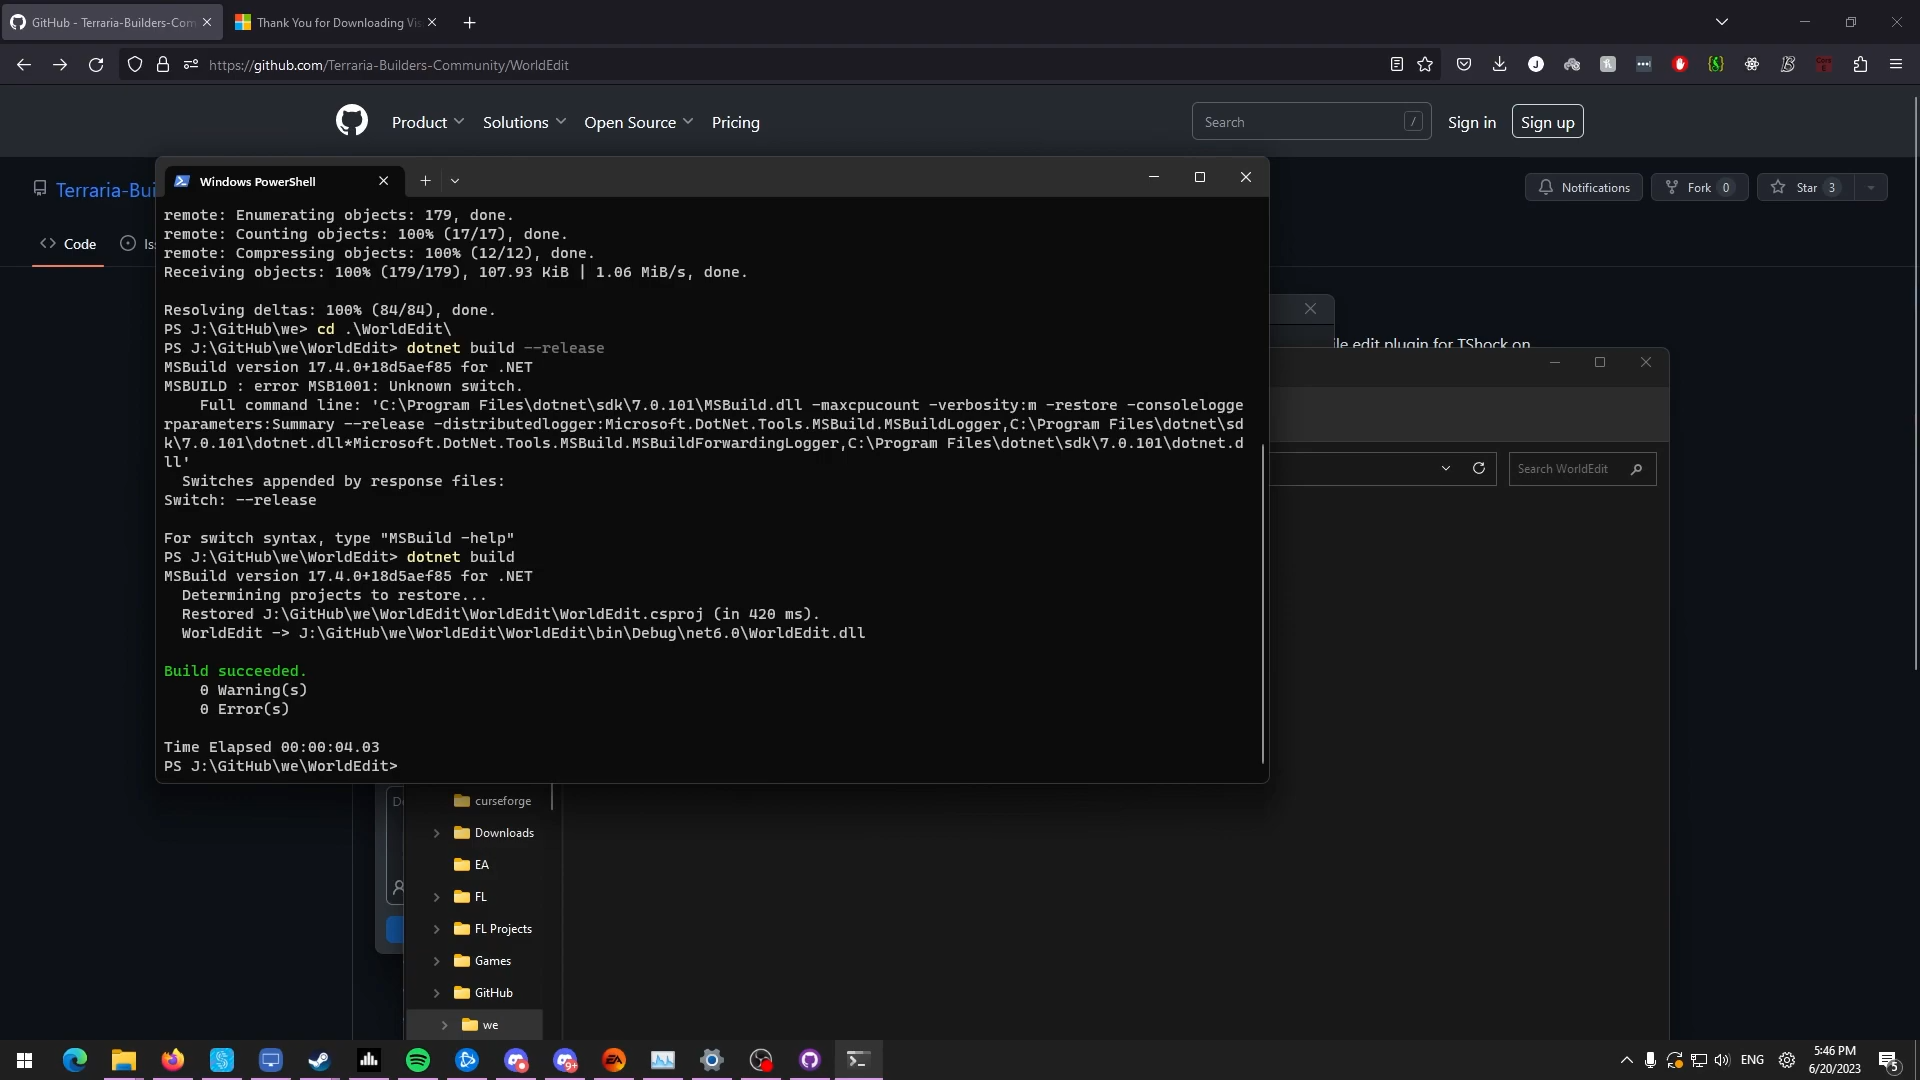 GitHub - Terraria-Builders-Com
Thank You for Downloading Vis
https://github.com/Terraria-Builders-Community/WorldEdit
Product
Solutions
Open Source
Pricing
Search
/
Sign in
Sign up
Terraria-Bui
Notifications
Fork 0
Star 3
Code
Iss
Windows PowerShell
remote: Enumerating objects: 179, done.
remote: Counting objects: 100% (17/17), done.
remote: Compressing objects: 100% (12/12), done.
Receiving objects: 100% (179/179), 107.93 KiB | 1.06 MiB/s, done.
Resolving deltas: 100% (84/84), done.
PS J:\GitHub\we> cd .\WorldEdit\
PS J:\GitHub\we\WorldEdit> dotnet build --release
MSBuild version 17.4.0+18d5aef85 for .NET
MSBUILD : error MSB1001: Unknown switch.
Full command line: 'C:\Program Files\dotnet\sdk\7.0.101\MSBuild.dll -maxcpucount -verbosity:m -restore -consolelogge
rparameters:Summary --release -distributedlogger:Microsoft.DotNet.Tools.MSBuild.MSBuildLogger,C:\Program Files\dotnet\sd
k\7.0.101\dotnet.dll*Microsoft.DotNet.Tools.MSBuild.MSBuildForwardingLogger,C:\Program Files\dotnet\sdk\7.0.101\dotnet.d
ll'
Switches appended by response files:
Switch: --release
For switch syntax, type "MSBuild -help"
PS J:\GitHub\we\WorldEdit> dotnet build
MSBuild version 17.4.0+18d5aef85 for .NET
Determining projects to restore...
Restored J:\GitHub\we\WorldEdit\WorldEdit\WorldEdit.csproj (in 420 ms).
WorldEdit -> J:\GitHub\we\WorldEdit\WorldEdit\bin\Debug\net6.0\WorldEdit.dll
Build succeeded.
0 Warning(s)
0 Error(s)
Time Elapsed 00:00:04.03
PS J:\GitHub\we\WorldEdit>
ile edit plugin for TShock on
Search WorldEdit
De
curseforge
Downloads
EA
FL
FL Projects
Games
GitHub
we
9+
EA
ENG
5:46 PM
6/20/2023
5